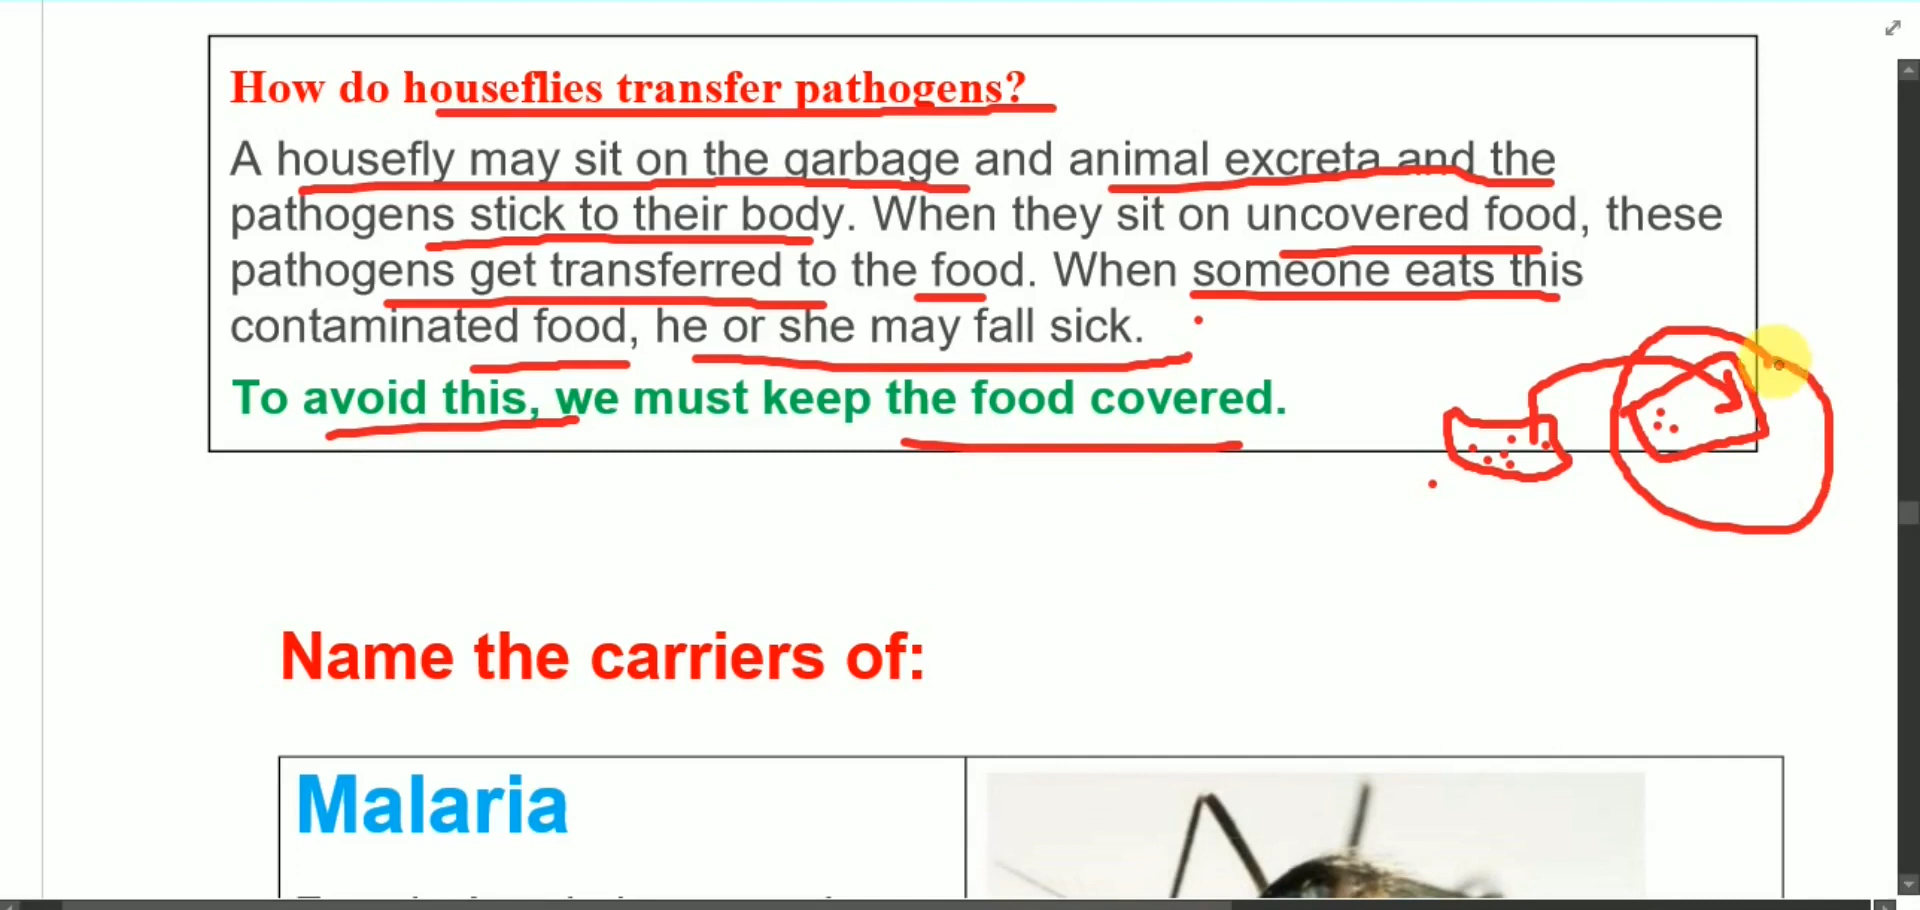 How do houseflies transfer pathogens?
A housefly may sit on the garbage and animal excreta and the
pathogens stick to their body. When they sit on uncovered food, these
pathogens get transferred to the food. When someone eats this
contaminated food, he or she may fall sick.
To avoid this, we must keep the food covered.
Name the carriers of:
Malaria